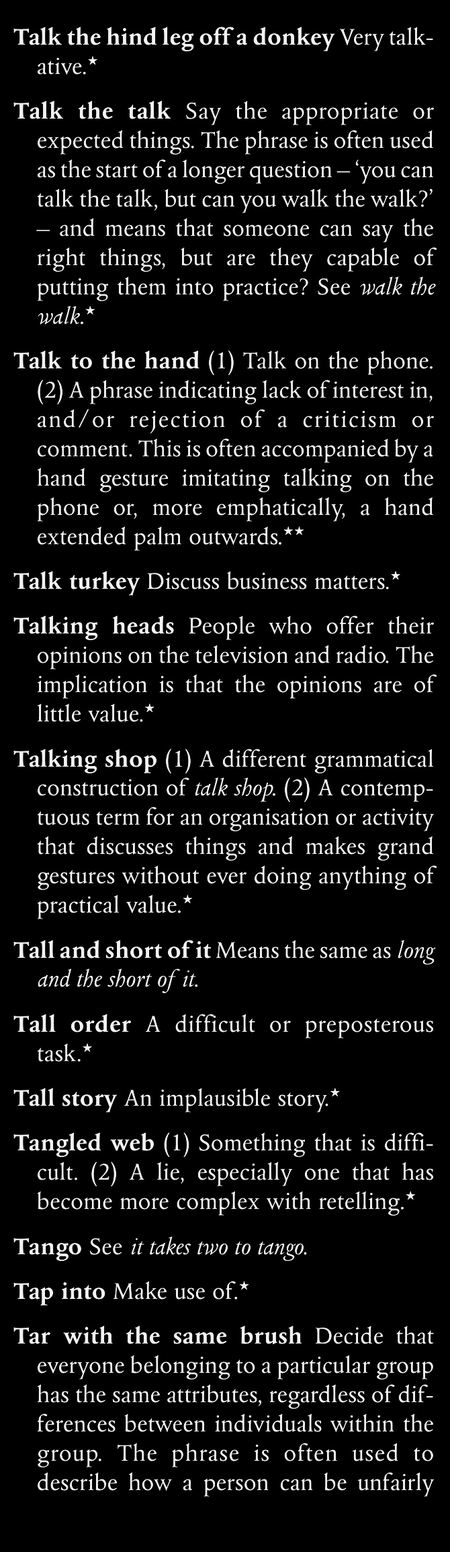 Talk the hind leg off a donkey Very talk-
ative.★
Talk the talk Say the appropriate or
expected things. The phrase is often used
as the start of a longer question – ‘you can
talk the talk, but can you walk the walk?’
– and means that someone can say the
right things, but are they capable of
putting them into practice? See walk the
walk.★
Talk to the hand (1) Talk on the phone.
(2) A phrase indicating lack of interest in,
and/or rejection of a criticism or
comment. This is often accompanied by a
hand gesture imitating talking on the
phone or, more emphatically, a hand
extended palm outwards.★★
Talk turkey Discuss business matters.★
Talking heads People who offer their
opinions on the television and radio. The
implication is that the opinions are of
little value.★
Talking shop (1) A different grammatical
construction of talk shop. (2) A contemp-
tuous term for an organisation or activity
that discusses things and makes grand
gestures without ever doing anything of
practical value.★
Tall and short of it Means the same as long
and the short of it.
Tall order A difficult or preposterous
task.★
Tall story An implausible story.★
Tangled web (1) Something that is diffi-
cult. (2) A lie, especially one that has
become more complex with retelling.★
Tango See it takes two to tango.
Tap into Make use of.★
Tar with the same brush Decide that
everyone belonging to a particular group
has the same attributes, regardless of dif-
ferences between individuals within the
group. The phrase is often used to
describe how a person can be unfairly